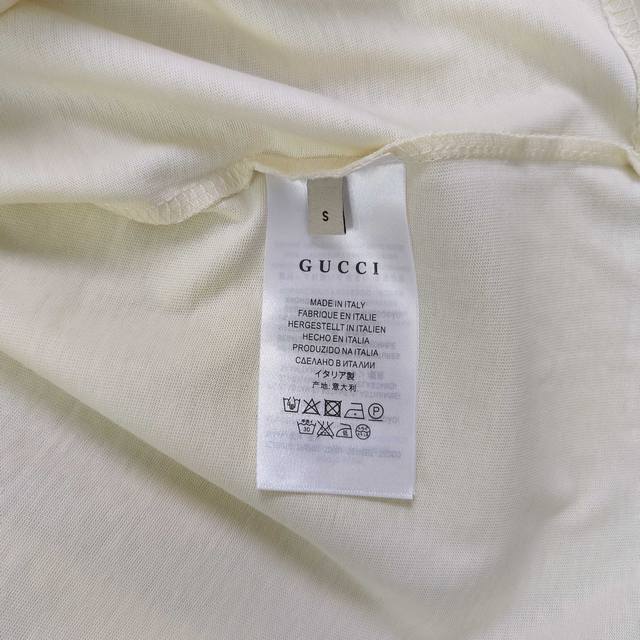 S
GUCCI
MADE IN ITALY
FABRIQUE EN ITALIE
HERGESTELLT IN ITALIEN
HECHO EN ITALIA
PRODUZIDO NA ITALIA
СДЕЛАНО В ИТАЛИИ
イタリア製
产地:意大利
P
30